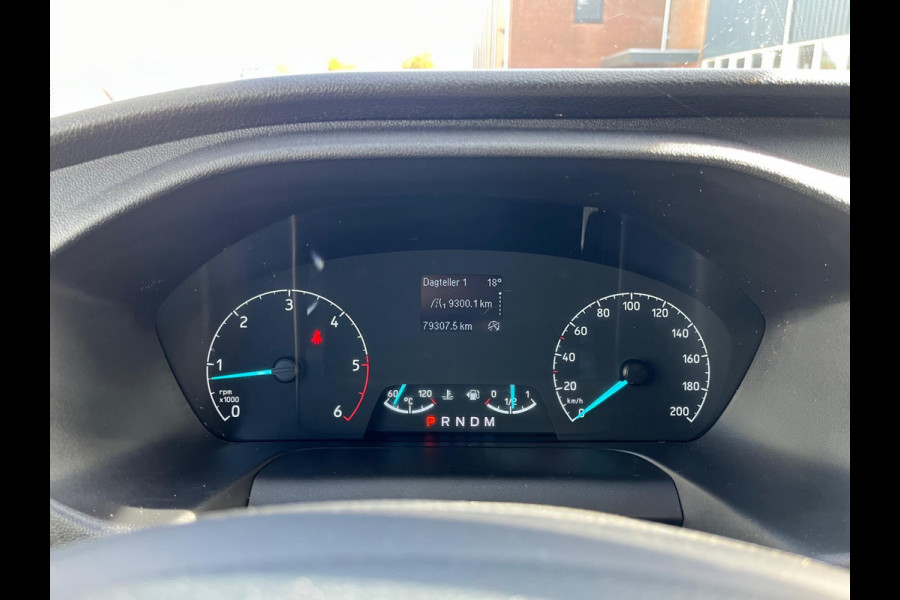 Dagteller 1 18°
1 9300.1 km
79307.5 km
0 1 2 3 4 5 6
rpm
x1000
60 120
°C
0 1/2 1
P R N D M
0 20 40 60 80 100 120 140 160 180 200
km/h